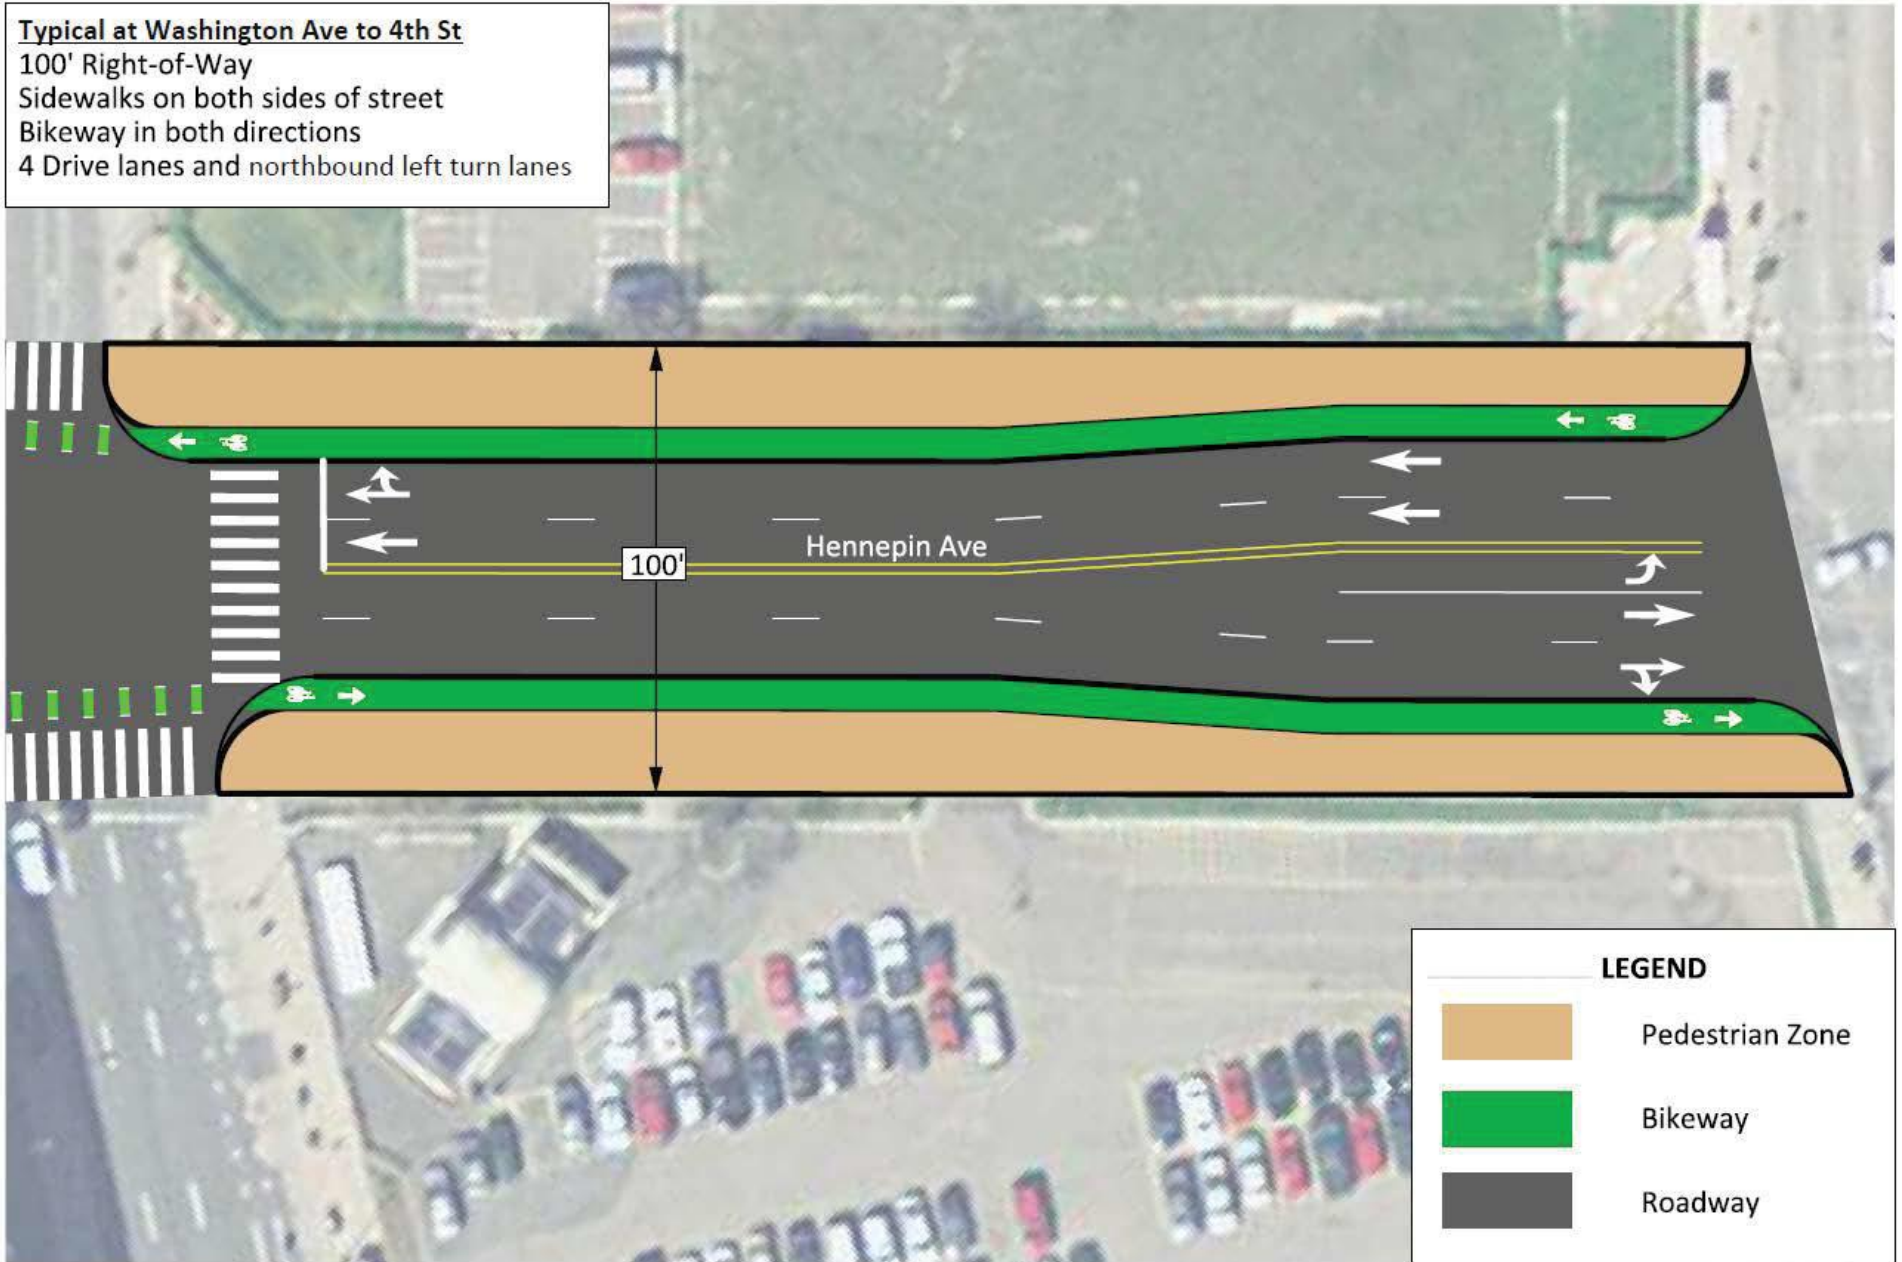 Typical at Washington Ave to 4th St
100' Right-of-Way
Sidewalks on both sides of street
Bikeway in both directions
4 Drive lanes and northbound left turn lanes
Hennepin Ave
100'
LEGEND
Pedestrian Zone
Bikeway
Roadway